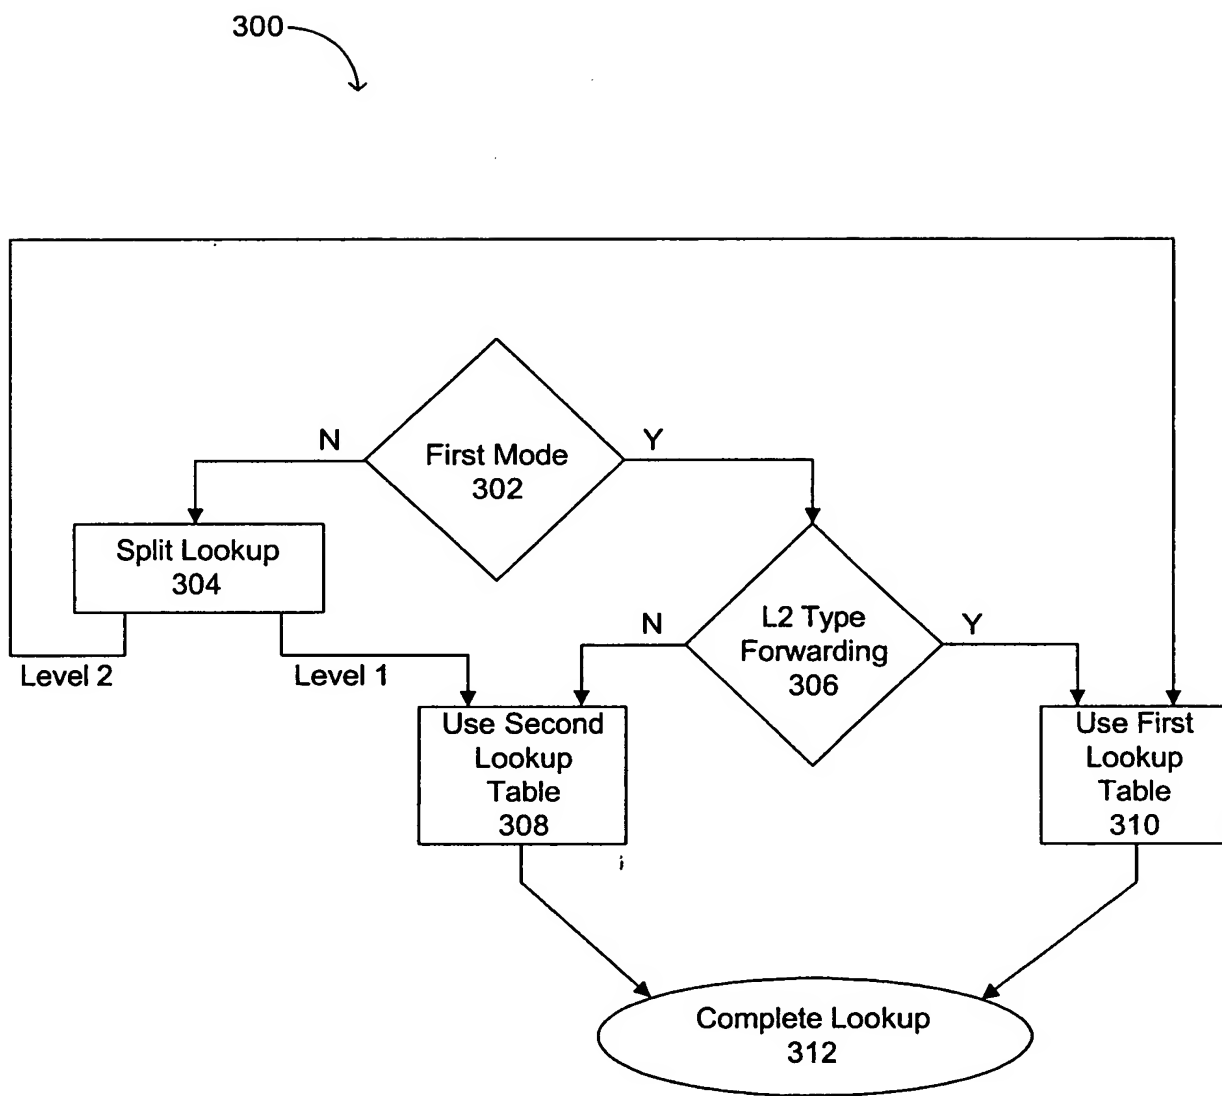 300
N
First Mode
302
Y
Split Lookup
304
Level 2
Level 1
N
L2 Type
Forwarding
306
Y
Use Second
Lookup
Table
308
Use First
Lookup
Table
310
Complete Lookup
312